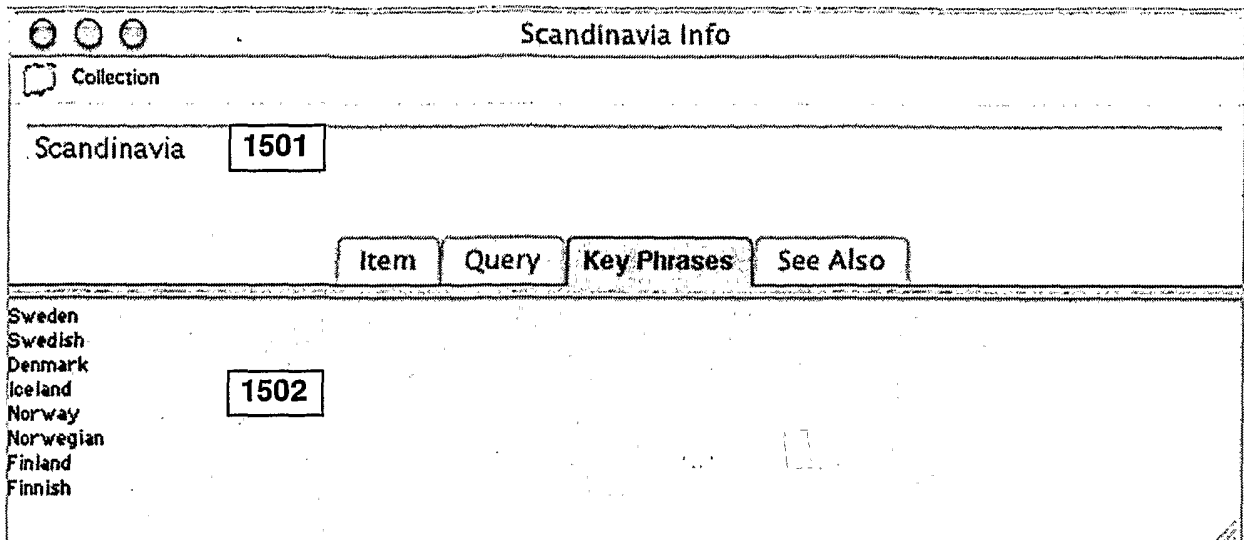 Scandinavia Info
Collection
Scandinavia 1501
Item Query Key Phrases See Also
Sweden
Swedish
Denmark
Iceland 1502
Norway
Norwegian
Finland
Finnish